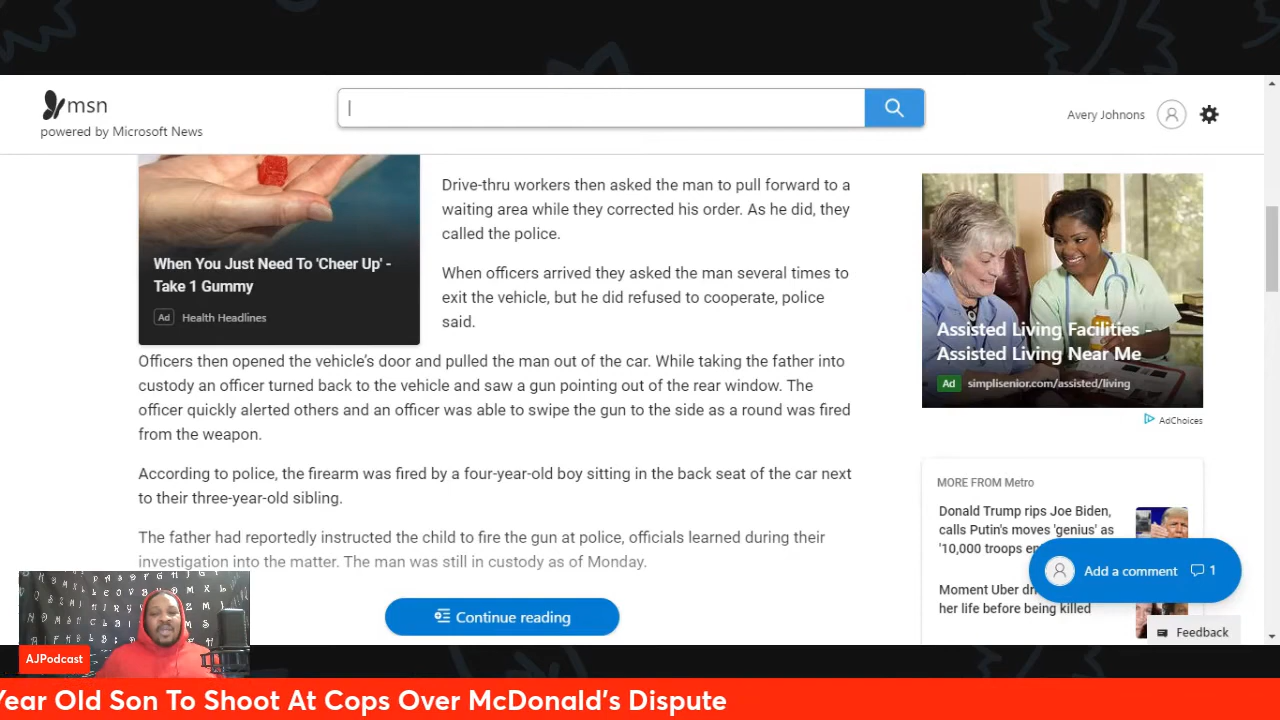 msn
powered by Microsoft News
Avery Johnons
When You Just Need To 'Cheer Up' -
Take 1 Gummy
Ad Health Headlines
Drive-thru workers then asked the man to pull forward to a
waiting area while they corrected his order. As he did, they
called the police.
When officers arrived they asked the man several times to
exit the vehicle, but he did refused to cooperate, police
said.
Officers then opened the vehicle's door and pulled the man out of the car. While taking the father into
custody an officer turned back to the vehicle and saw a gun pointing out of the rear window. The
officer quickly alerted others and an officer was able to swipe the gun to the side as a round was fired
from the weapon.
According to police, the firearm was fired by a four-year-old boy sitting in the back seat of the car next
to their three-year-old sibling.
The father had reportedly instructed the child to fire the gun at police, officials learned during their
investigation into the matter. The man was still in custody as of Monday.
Continue reading
Assisted Living Facilities -
Assisted Living Near Me
Ad simplisenior.com/assisted/living
AdChoices
MORE FROM Metro
Donald Trump rips Joe Biden,
calls Putin's moves 'genius' as
'10,000 troops
Add a comment 1
Moment Uber
her life before being killed
Feedback
AJPodcast
Year Old Son To Shoot At Cops Over McDonald's Dispute